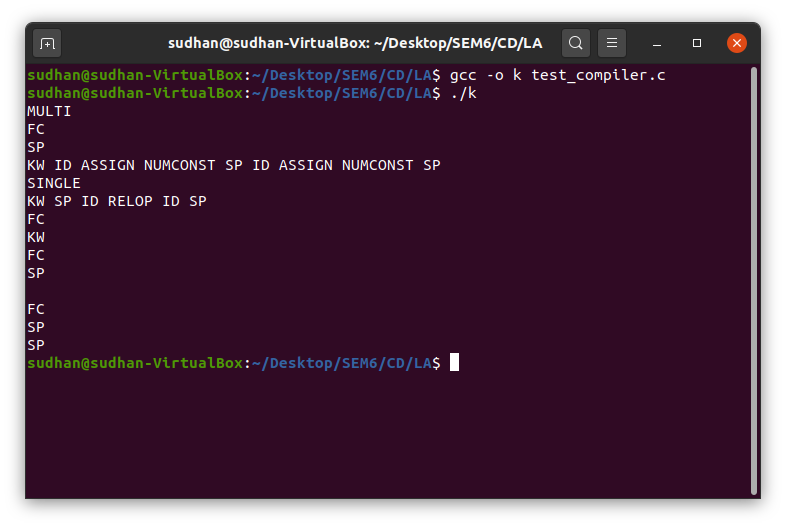 sudhan@sudhan-VirtualBox: ~/Desktop/SEM6/CD/LA
sudhan@sudhan-VirtualBox:~/Desktop/SEM6/CD/LA$ gcc -o k test_compiler.c
sudhan@sudhan-VirtualBox:~/Desktop/SEM6/CD/LA$ ./k
MULTI
FC
SP
KW ID ASSIGN NUMCONST SP ID ASSIGN NUMCONST SP
SINGLE
KW SP ID RELOP ID SP
FC
KW
FC
SP
FC
SP
SP
sudhan@sudhan-VirtualBox:~/Desktop/SEM6/CD/LA$